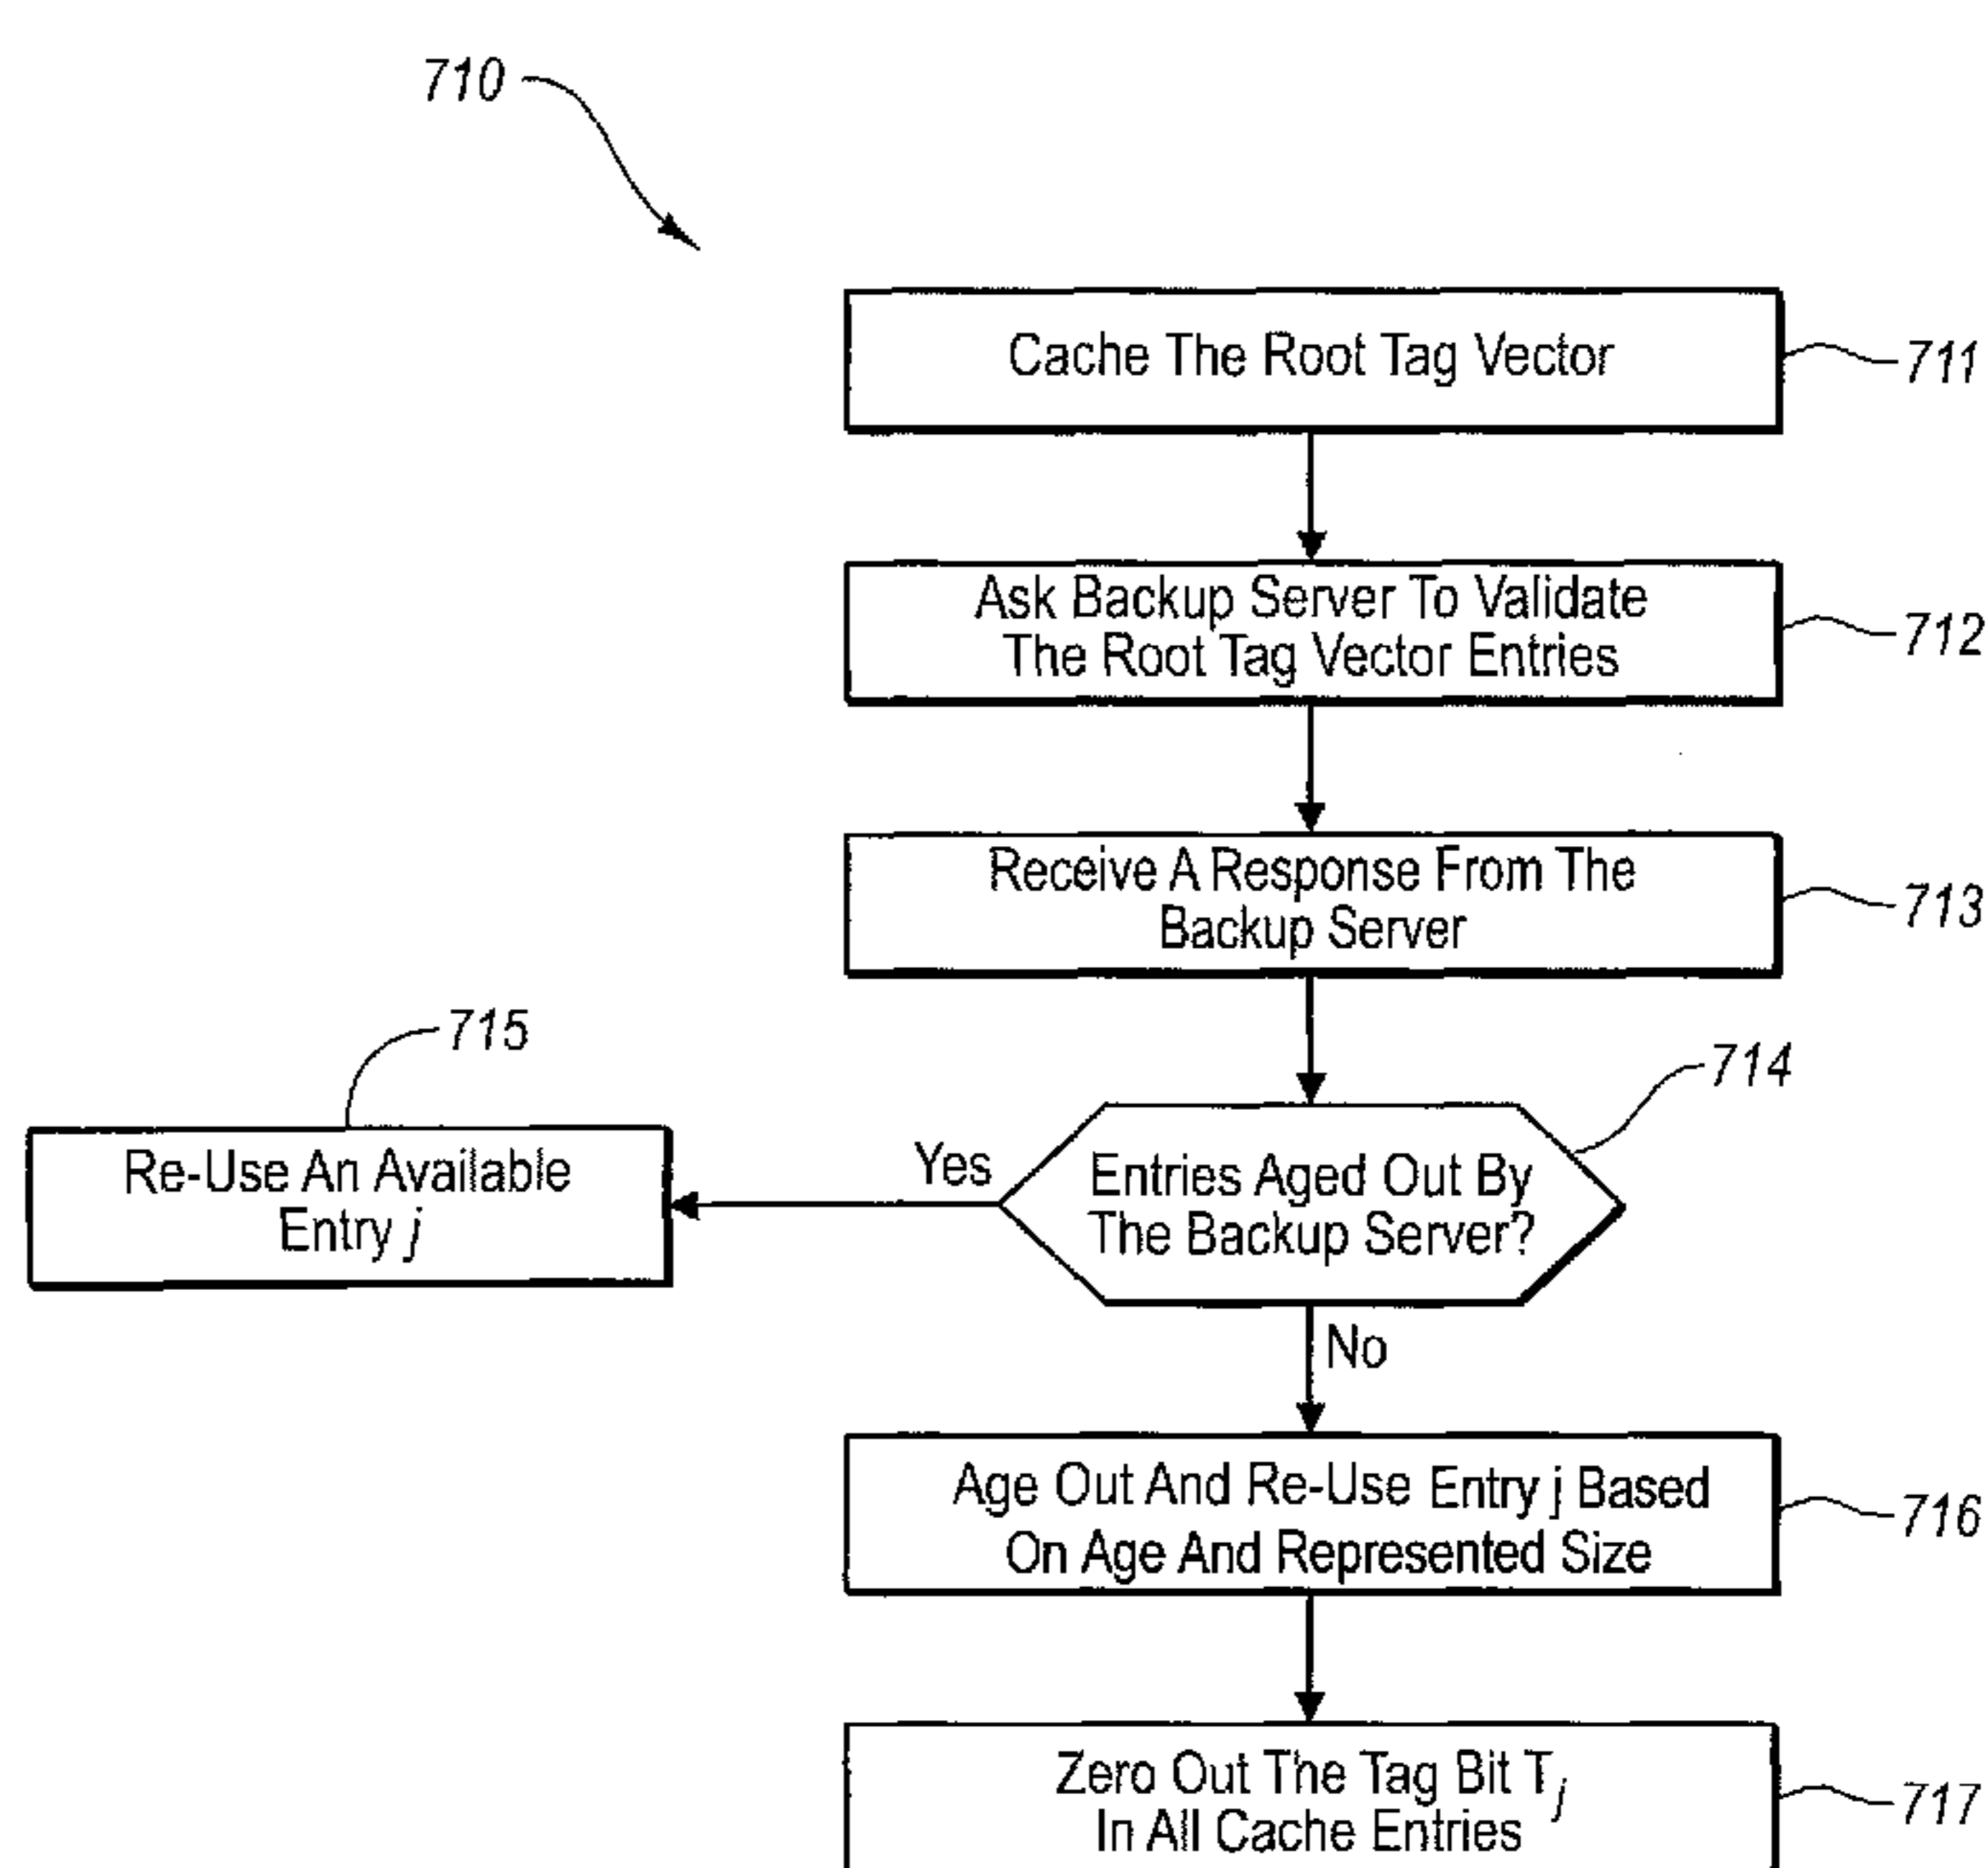 710
Cache The Root Tag Vector
711
Ask Backup Server To Validate
The Root Tag Vector Entries
712
Receive A Response From The
Backup Server
713
715
714
Re-Use An Available
Entry j
Yes
Entries Aged Out By
The Backup Server?
No
Age Out And Re-Use Entry j Based
On Age And Represented Size
716
Zero Out The Tag Bit Tj
In All Cache Entries
717